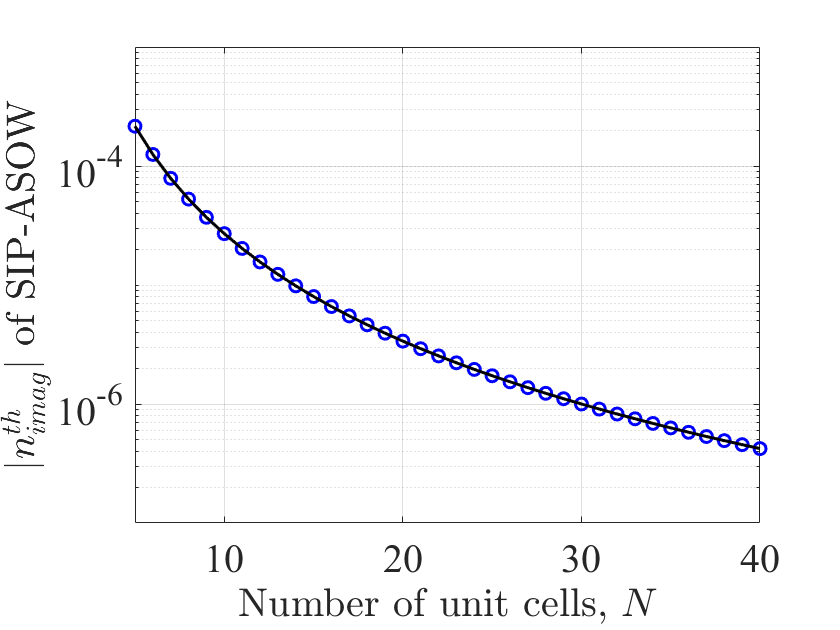 |n^{th}_{imag}| of SIP-ASOW
10^{-4}
10^{-6}
10 20 30 40
Number of unit cells, N